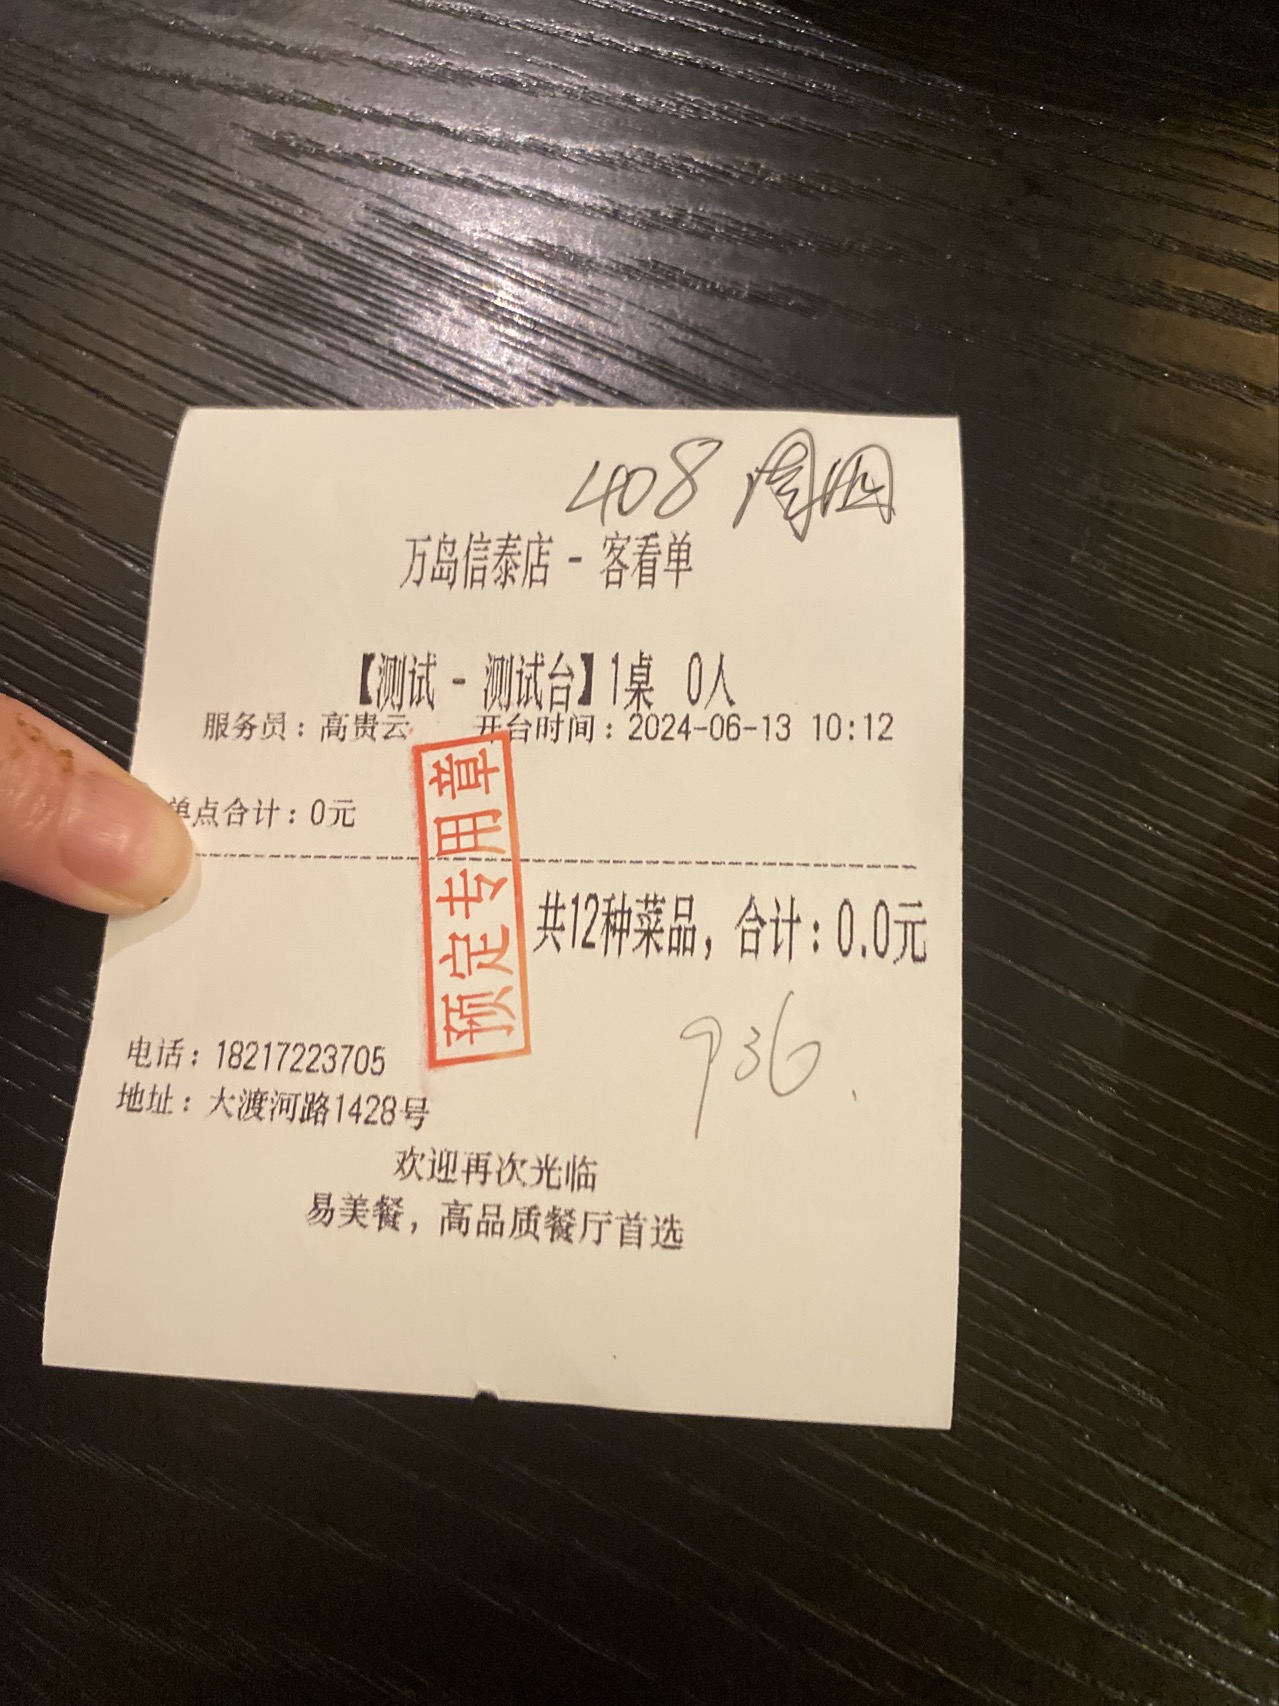 408 周四
万岛信泰店 - 客看单
【测试 - 测试台】1桌 0人
服务员：高贵云 开台时间：2024-06-13 10:12
单点合计：0元
共12种菜品，合计：0.0元
预定专用章
936.
电话：18217223705
地址：大渡河路1428号
欢迎再次光临
易美餐，高品质餐厅首选